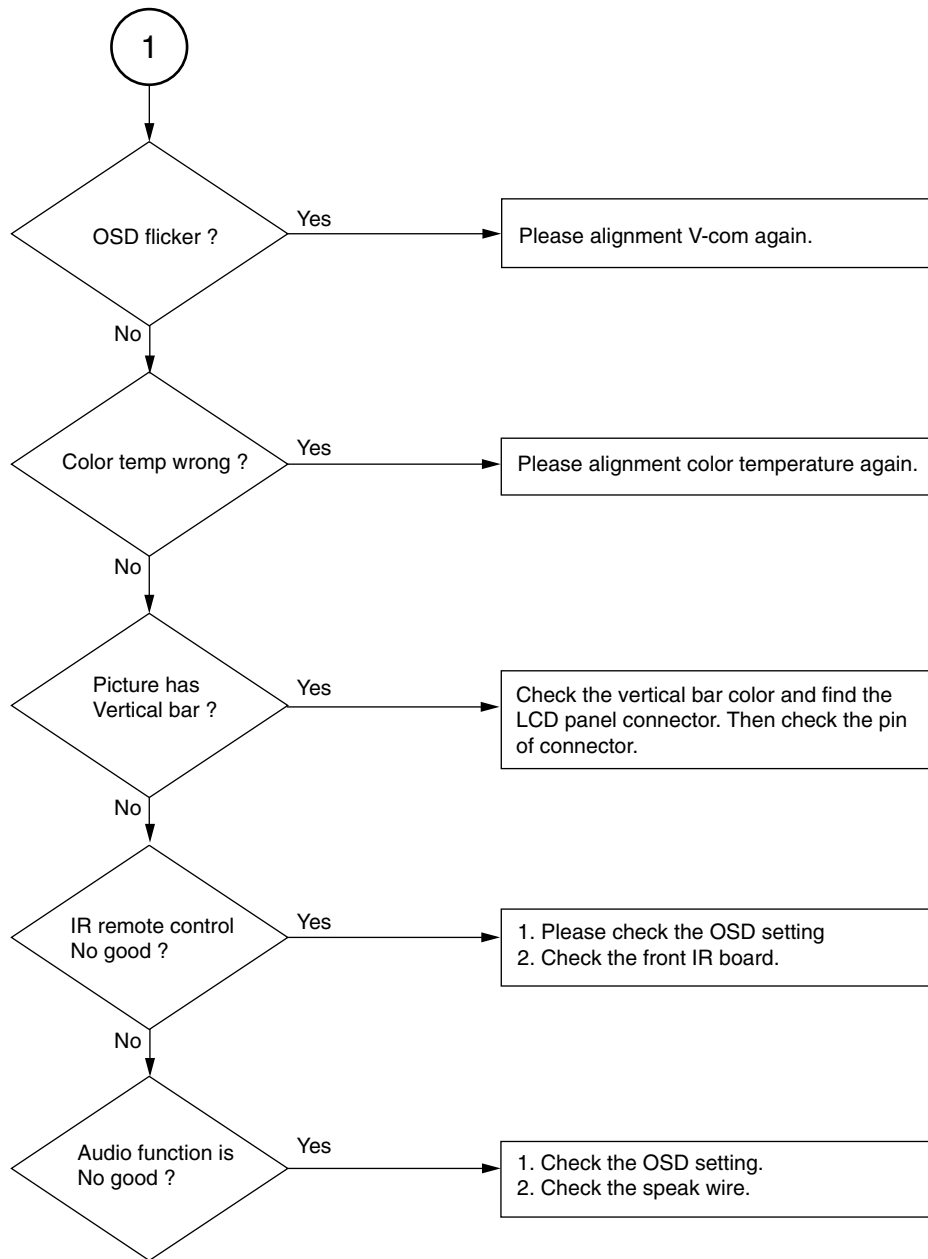 1
OSD flicker ?
Yes
Please alignment V-com again.
No
Color temp wrong ?
Yes
Please alignment color temperature again.
No
Picture has
Vertical bar ?
Yes
Check the vertical bar color and find the
LCD panel connector. Then check the pin
of connector.
No
IR remote control
No good ?
Yes
1. Please check the OSD setting
2. Check the front IR board.
No
Audio function is
No good ?
Yes
1. Check the OSD setting.
2. Check the speak wire.